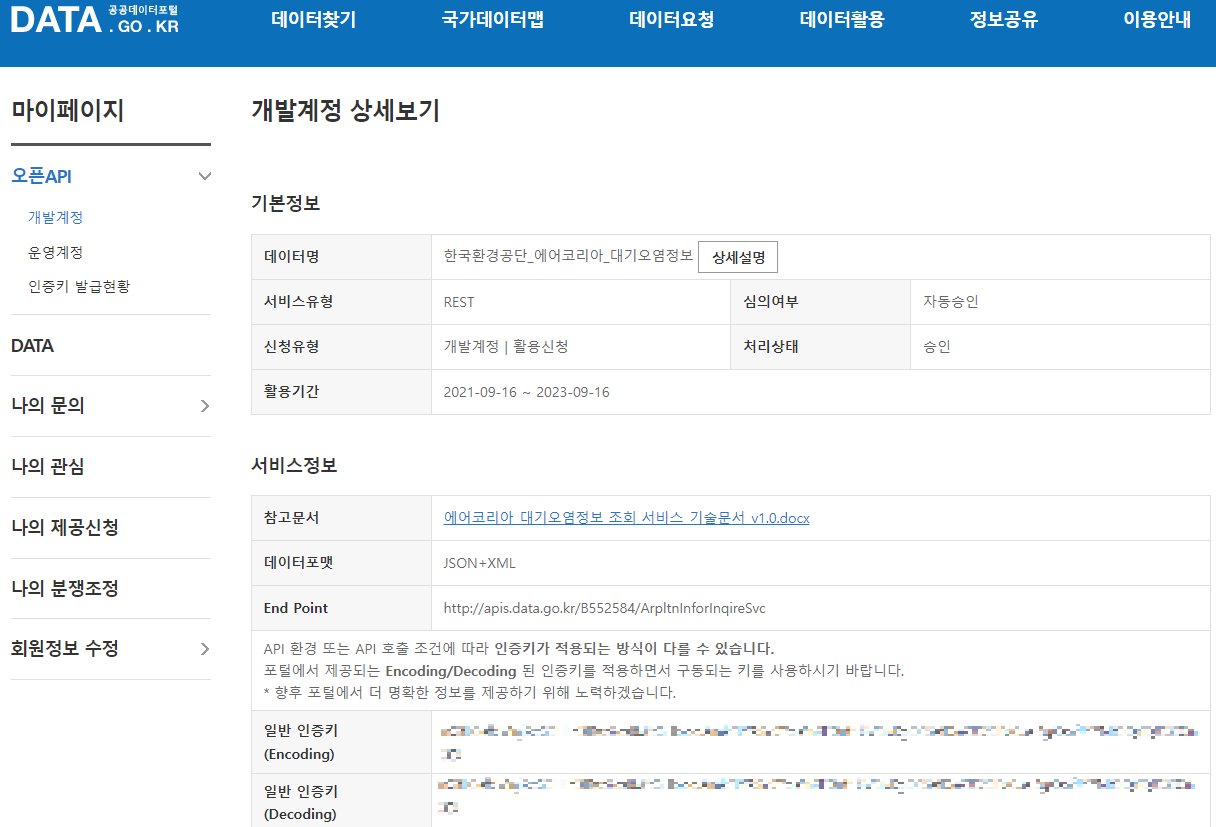 DATA 공공데이터포털 . GO . KR
데이터찾기 국가데이터맵 데이터요청 데이터활용 정보공유 이용안내
마이페이지
오픈API
개발계정
운영계정
인증키 발급현황
DATA
나의 문의
나의 관심
나의 제공신청
나의 분쟁조정
회원정보 수정
개발계정 상세보기
기본정보
데이터명 한국환경공단_에어코리아_대기오염정보 상세설명
서비스유형 REST 심의여부 자동승인
신청유형 개발계정 | 활용신청 처리상태 승인
활용기간 2021-09-16 ~ 2023-09-16
서비스정보
참고문서 에어코리아 대기오염정보 조회 서비스 기술문서 v1.0.docx
데이터포맷 JSON+XML
End Point http://apis.data.go.kr/B552584/ArpltnInforInqireSvc
API 환경 또는 API 호출 조건에 따라 인증키가 적용되는 방식이 다를 수 있습니다.
포털에서 제공되는 Encoding/Decoding 된 인증키를 적용하면서 구동되는 키를 사용하시기 바랍니다.
* 향후 포털에서 더 명확한 정보를 제공하기 위해 노력하겠습니다.
일반 인증키
(Encoding)
일반 인증키
(Decoding)